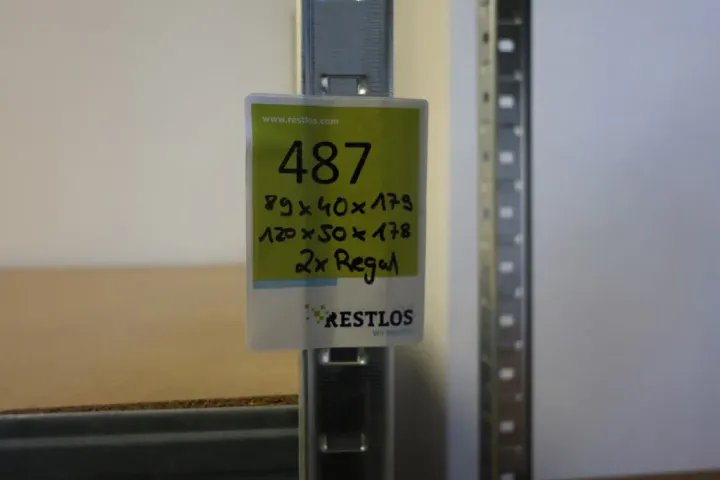 www.restlos.com
487
89 x 40 x 179
120 x 50 x 178
2x Regal
RESTLOS